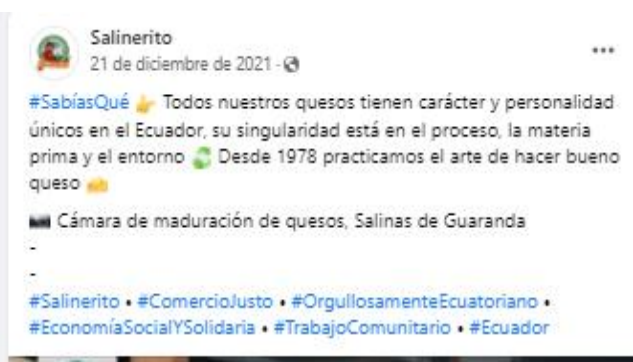 Salinerito
21 de diciembre de 2021 ·
#SabíasQué 👉 Todos nuestros quesos tienen carácter y personalidad
únicos en el Ecuador, su singularidad está en el proceso, la materia
prima y el entorno ♻️ Desde 1978 practicamos el arte de hacer bueno
queso 🧀
📷 Cámara de maduración de quesos, Salinas de Guaranda
-
-
#Salinerito • #ComercioJusto • #OrgullosamenteEcuatoriano •
#EconomíaSocialYSolidaria • #TrabajoComunitario • #Ecuador